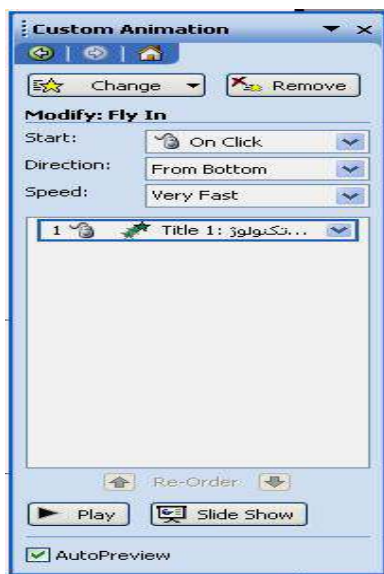 Custom Animation
Change
Remove
Modify: Fly In
Start: On Click
Direction: From Bottom
Speed: Very Fast
1 Title 1: تكنولوژ...
Re-Order
Play
Slide Show
AutoPreview